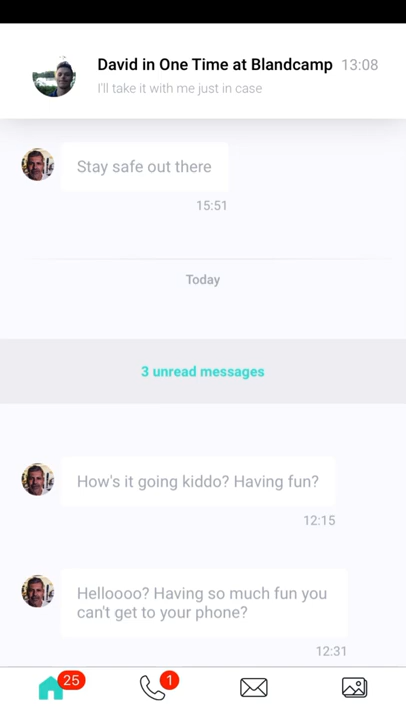 David in One Time at Blandcamp 13:08
I'll take it with me just in case
Stay safe out there
15:51
Today
3 unread messages
How's it going kiddo? Having fun?
12:15
Helloooo? Having so much fun you
can't get to your phone?
12:31
25
1